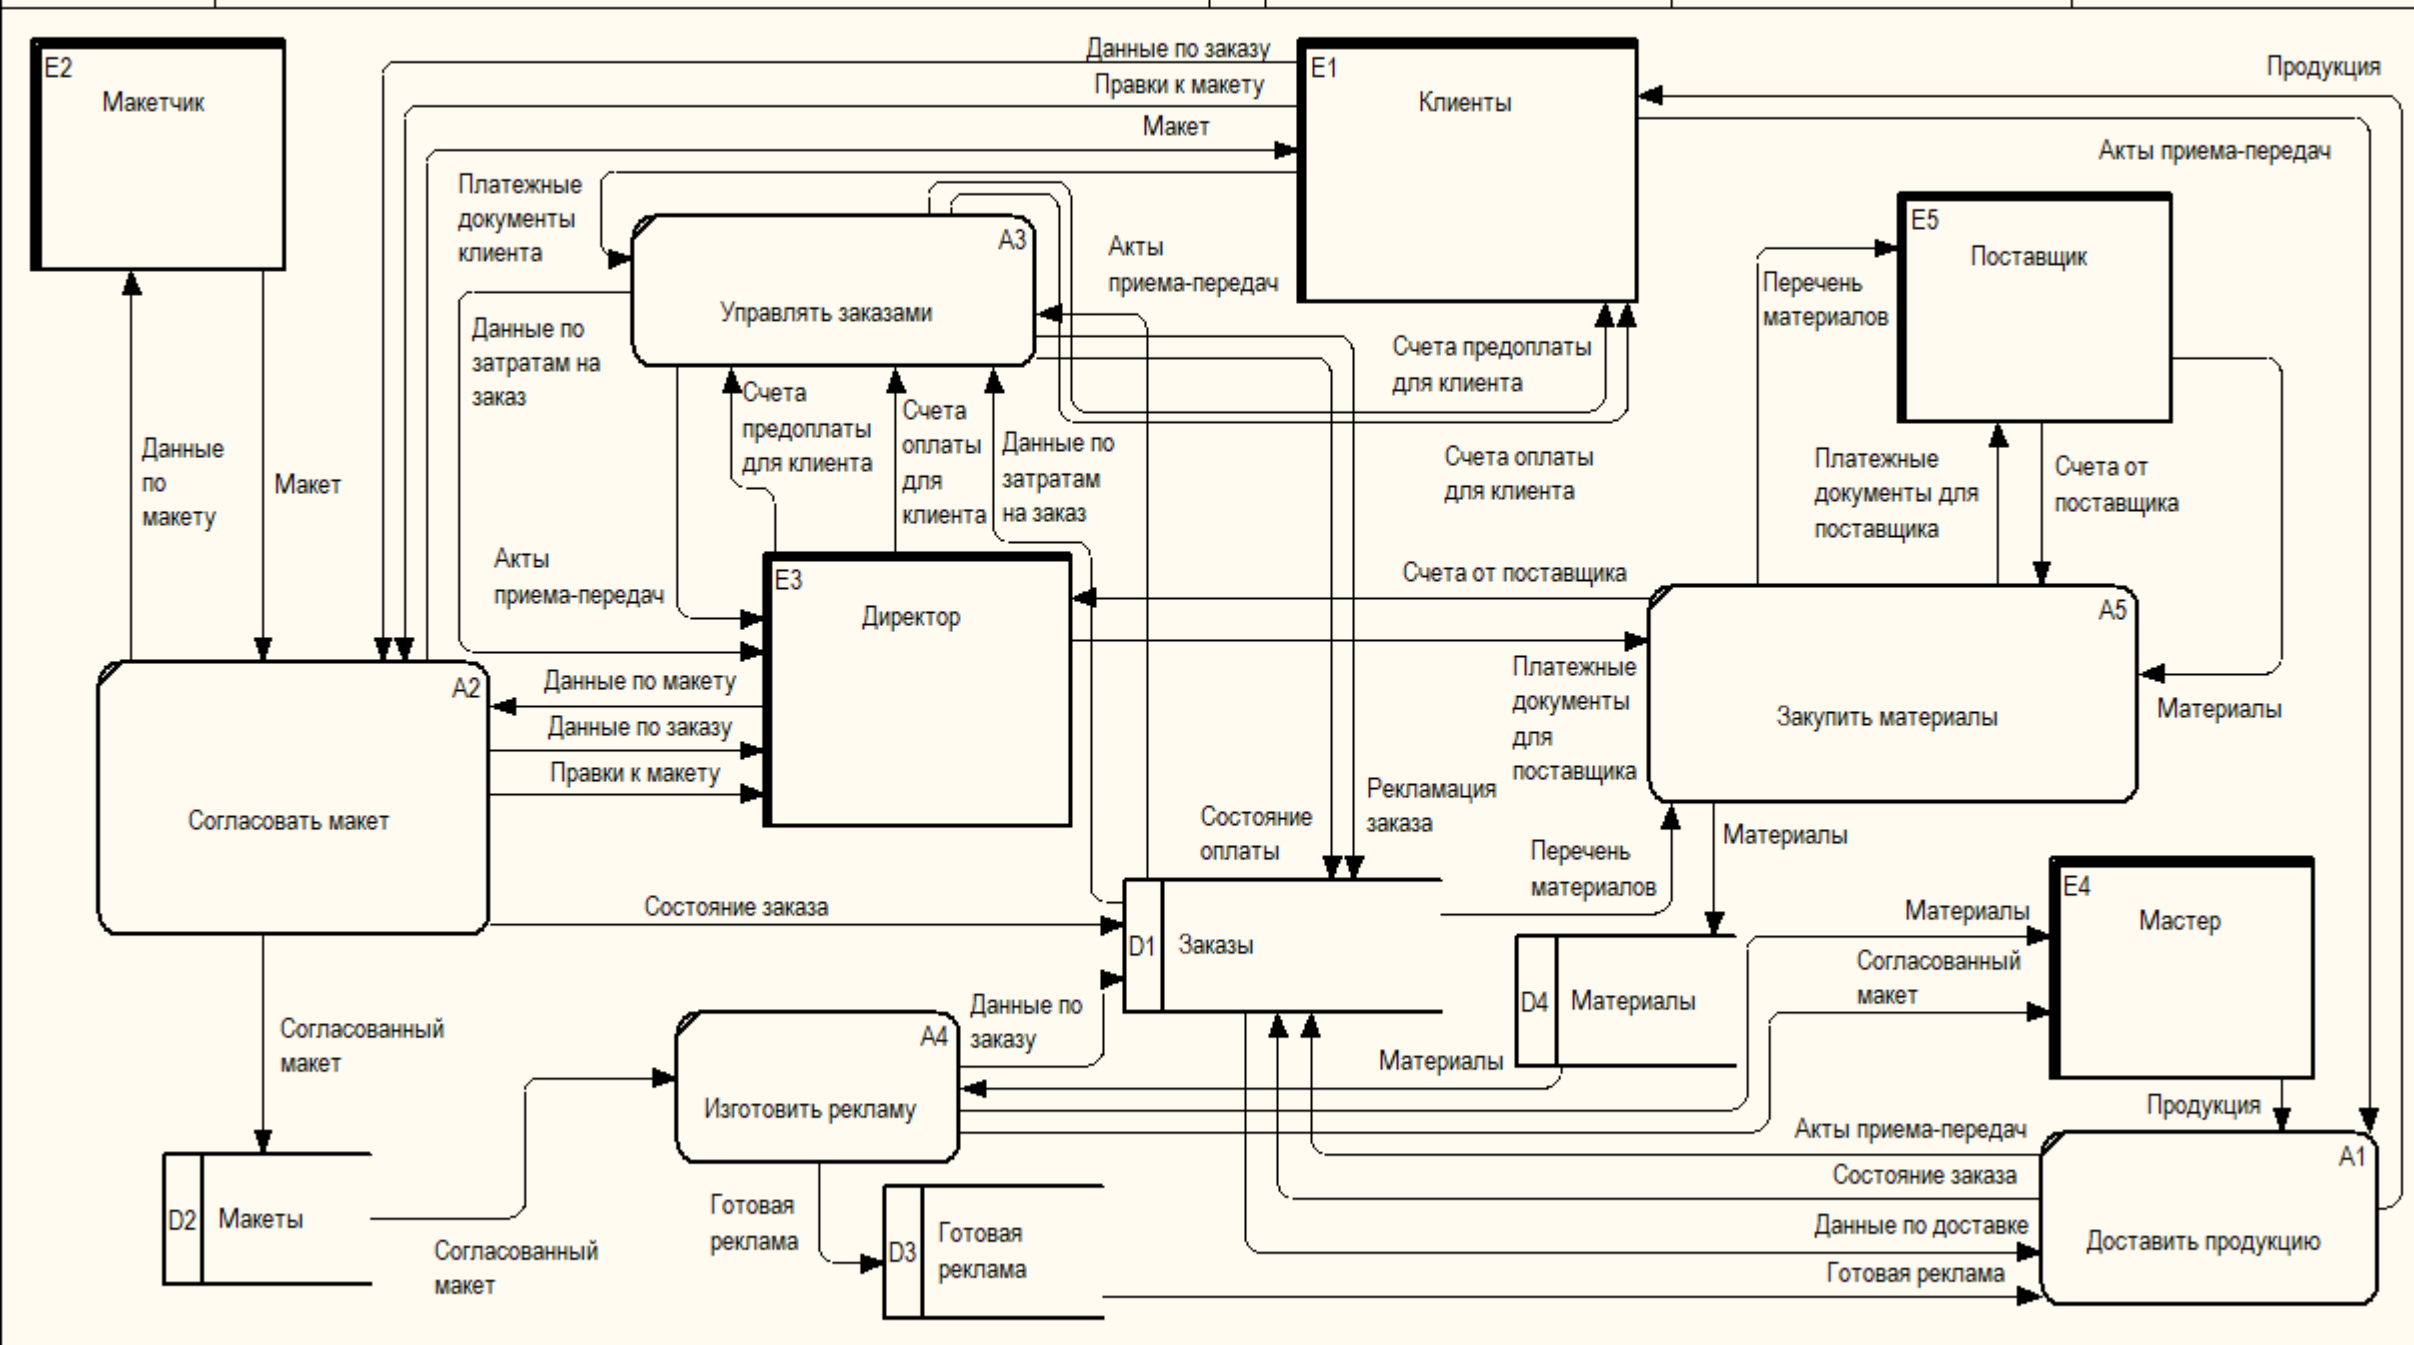 Данные по заказу
E1
E2
Продукция
Правки к макету
Макетчик
Клиенты
Макет
Акты приема-передач
Платежные
документы
клиента
E5
A3
Акты
приема-передач
Поставщик
Перечень
материалов
Управлять заказами
Данные по
затратам на
заказ
Счета предоплаты
для клиента
Счета
предоплаты
для клиента
Счета
оплаты
для
клиента
Данные по
затратам
на заказ
Данные
по
макету
Макет
Счета оплаты
для клиента
Платежные
документы для
поставщика
Счета от
поставщика
Акты
приема-передач
E3
Директор
Счета от поставщика
A5
A2
Данные по макету
Платежные
документы
для
поставщика
Закупить материалы
Материалы
Данные по заказу
Правки к макету
Согласовать макет
Состояние
оплаты
Рекламация
заказа
Перечень
материалов
Материалы
E4
Мастер
Состояние заказа
Материалы
D1
Заказы
Согласованный
макет
D4
Материалы
Данные по
заказу
Согласованный
макет
A4
Материалы
Изготовить рекламу
Продукция
Акты приема-передач
A1
Состояние заказа
Готовая
реклама
D2
Макеты
Данные по доставке
Готовая
реклама
D3
Доставить продукцию
Согласованный
макет
Готовая реклама